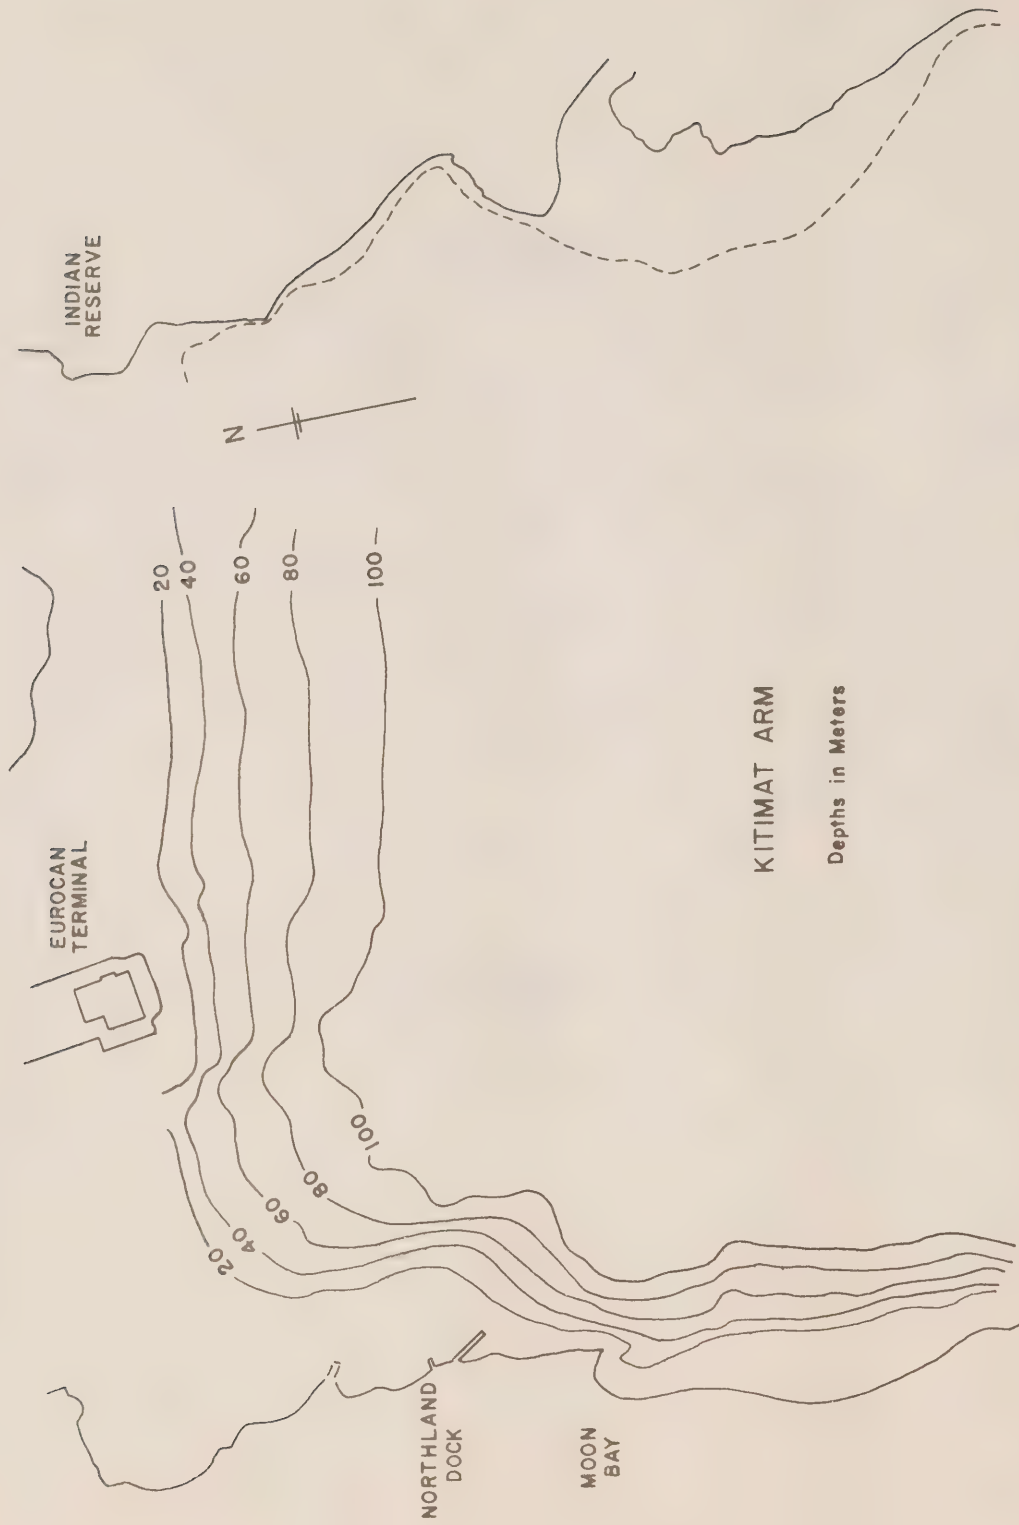 INDIAN
RESERVE
N
EUROCAN
TERMINAL
20
40
60
80
100
100
80
60
40
20
NORTHLAND
DOCK
MOON
BAY
KITIMAT ARM
Depths in Meters